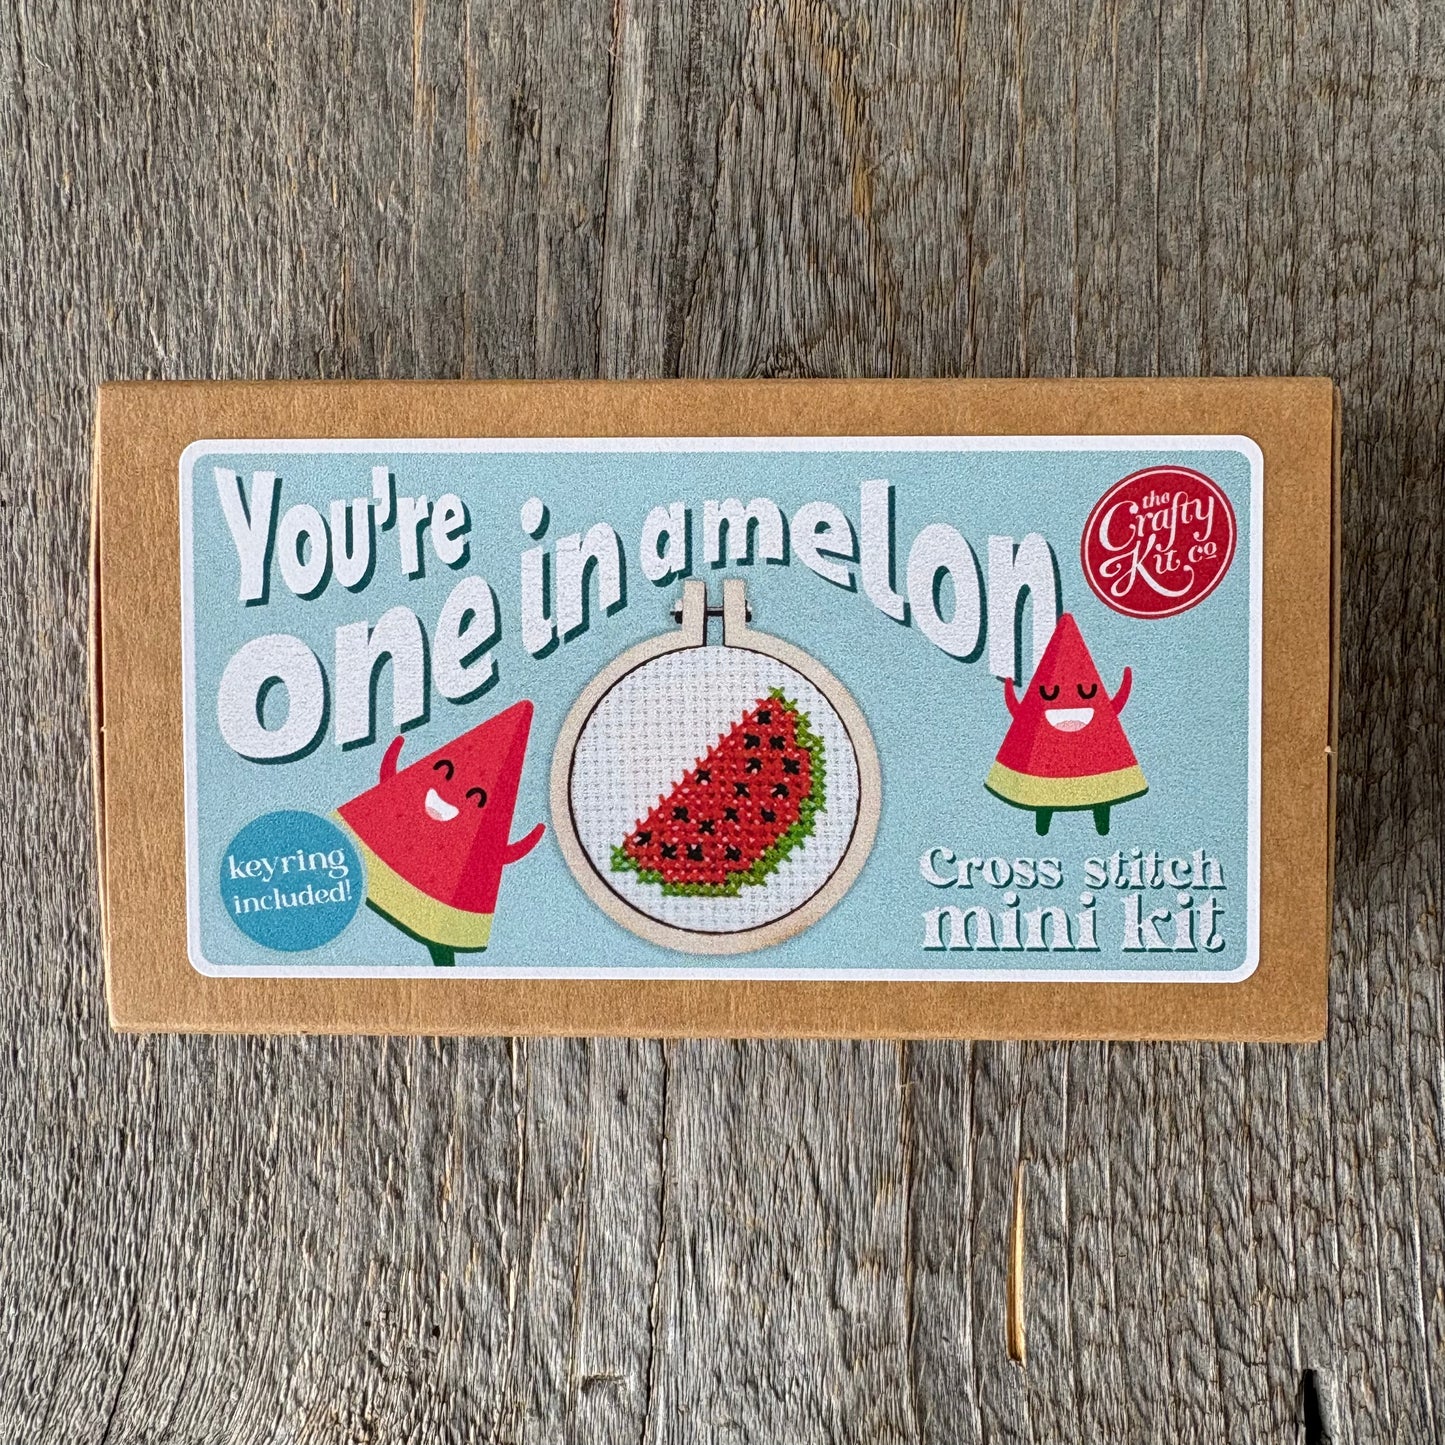 You're
one in a melon
the
Crafty
Kit Co
keyring
included!
Cross stitch
mini kit